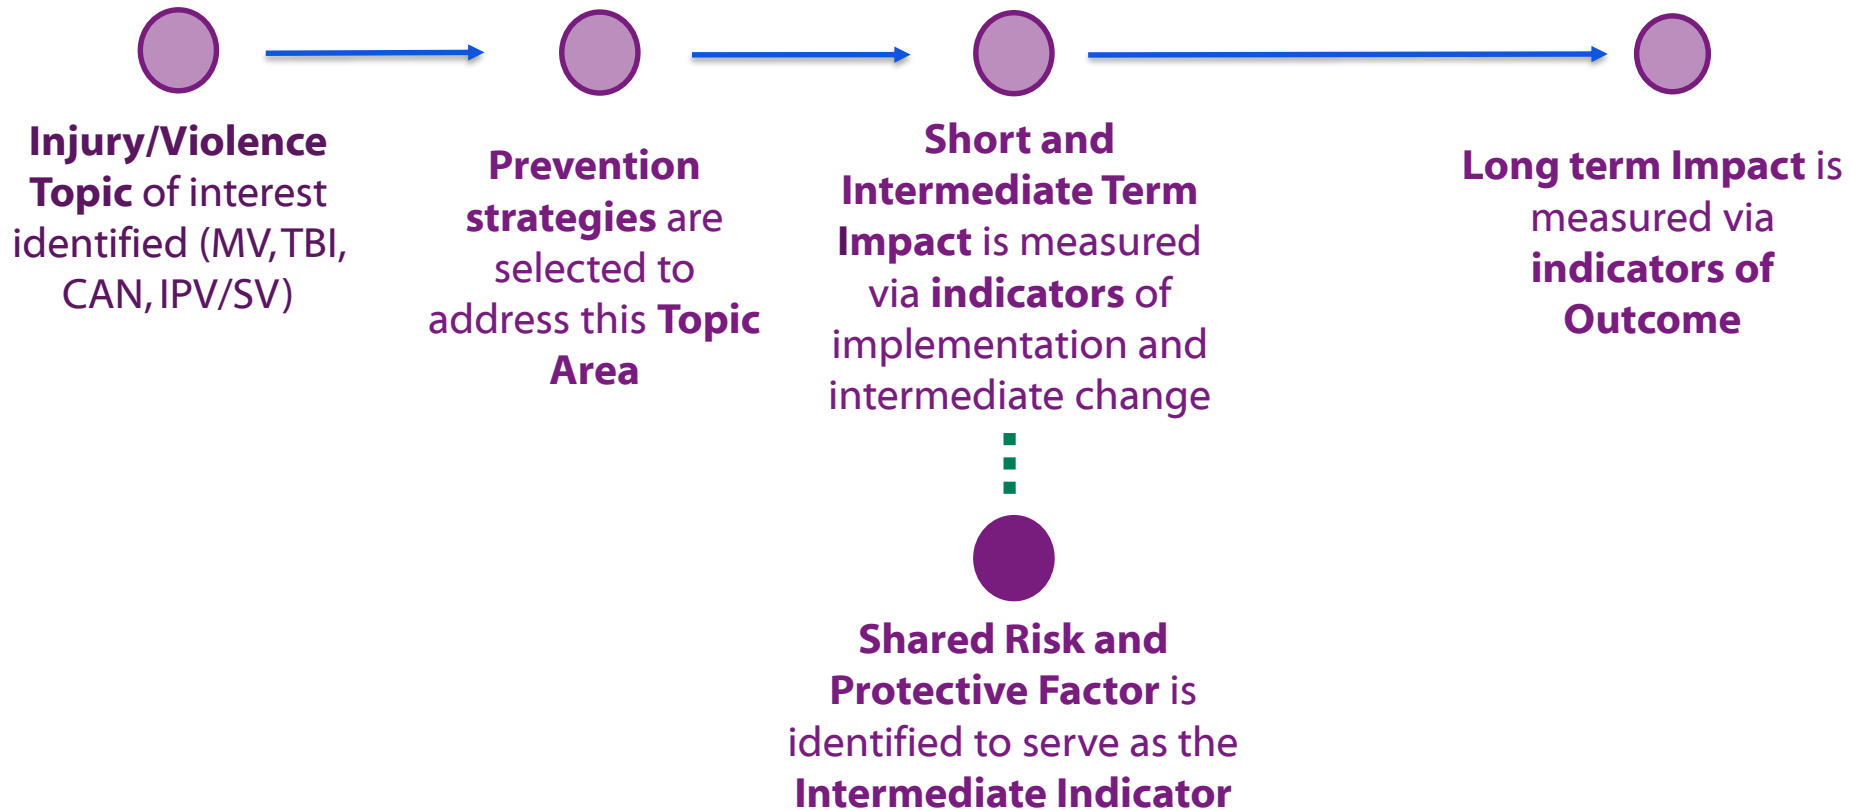 Injury/Violence
Topic of interest
identified (MV, TBI,
CAN, IPV/SV)
Prevention
strategies are
selected to
address this Topic
Area
Short and
Intermediate Term
Impact is measured
via indicators of
implementation and
intermediate change
Long term Impact is
measured via
indicators of
Outcome
Shared Risk and
Protective Factor is
identified to serve as the
Intermediate Indicator